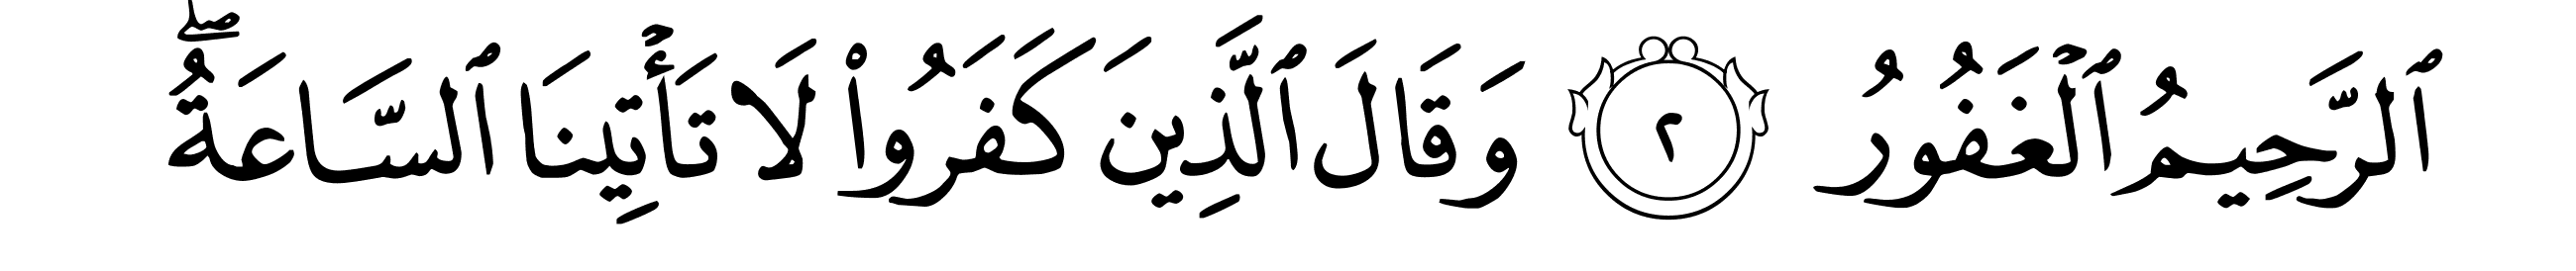 ٱلرَّحِيمُ ٱلْغَفُورُ ٢ وَقَالَ ٱلَّذِينَ كَفَرُوا۟ لَا تَأْتِينَا ٱلسَّاعَةُ ۖ